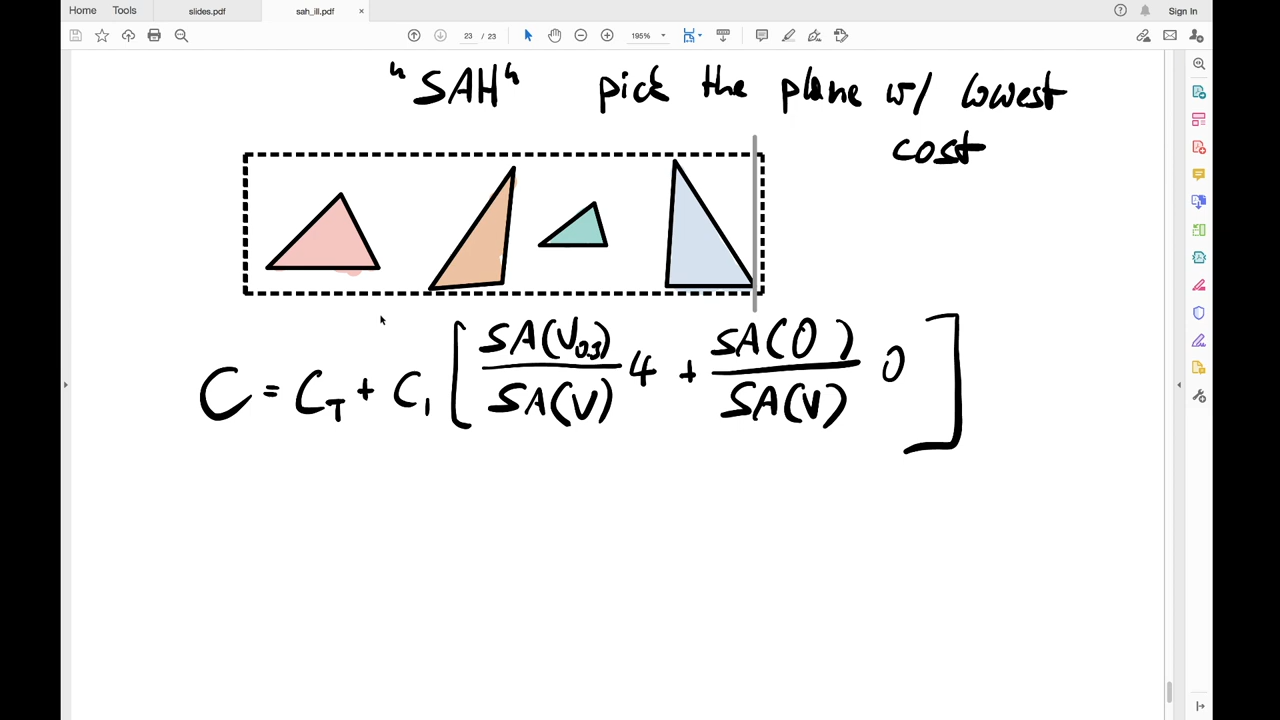 Home Tools slides.pdf sah_ill.pdf × Sign In
23 / 23 195%
"SAH" pick the plane w/ lowest
cost
C = C_T + C_I [ SA(V_0-3) / SA(V) 4 + SA(0) / SA(V) 0 ]